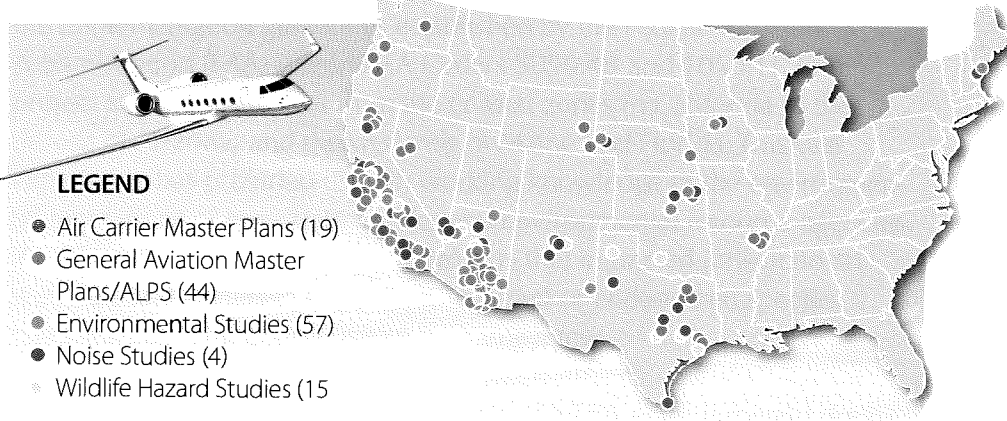 LEGEND
Air Carrier Master Plans (19)
General Aviation Master
Plans/ALPS (44)
Environmental Studies (57)
Noise Studies (4)
Wildlife Hazard Studies (15